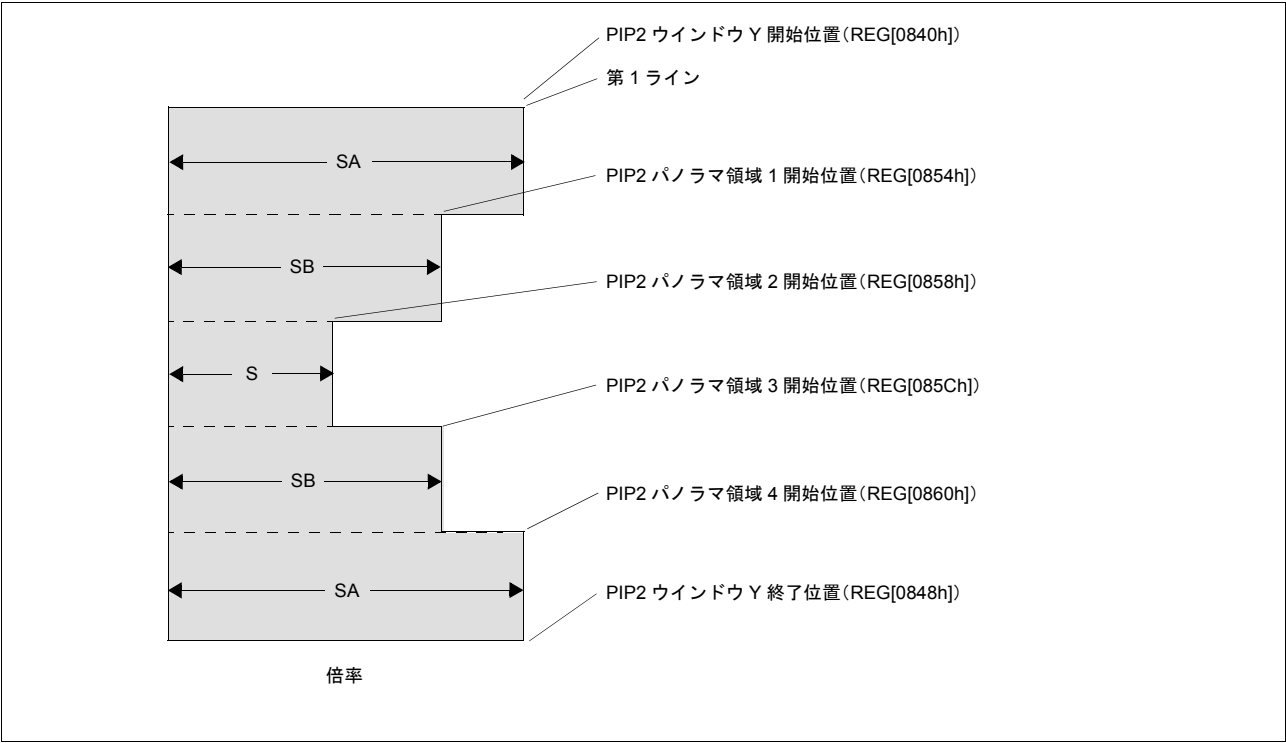 PIP2 ウインドウ Y 開始位置（REG[0840h]）
第 1 ライン
SA
PIP2 パノラマ領域 1 開始位置（REG[0854h]）
SB
PIP2 パノラマ領域 2 開始位置（REG[0858h]）
S
PIP2 パノラマ領域 3 開始位置（REG[085Ch]）
SB
PIP2 パノラマ領域 4 開始位置（REG[0860h]）
SA
PIP2 ウインドウ Y 終了位置（REG[0848h]）
倍率